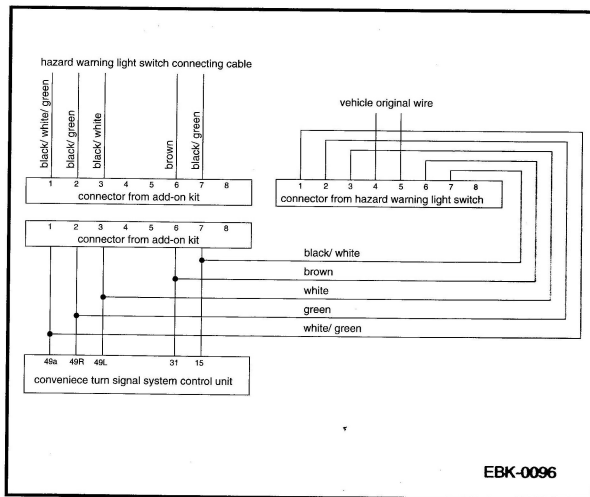 hazard warning light switch connecting cable
black/ white/ green
black/ green
black/ white
brown
black/ green
1 2 3 4 5 6 7 8
connector from add-on kit
vehicle original wire
1 2 3 4 5 6 7 8
connector from hazard warning light switch
1 2 3 4 5 6 7 8
connector from add-on kit
black/ white
brown
white
green
white/ green
49a 49R 49L 31 15
conveniece turn signal system control unit
EBK-0096